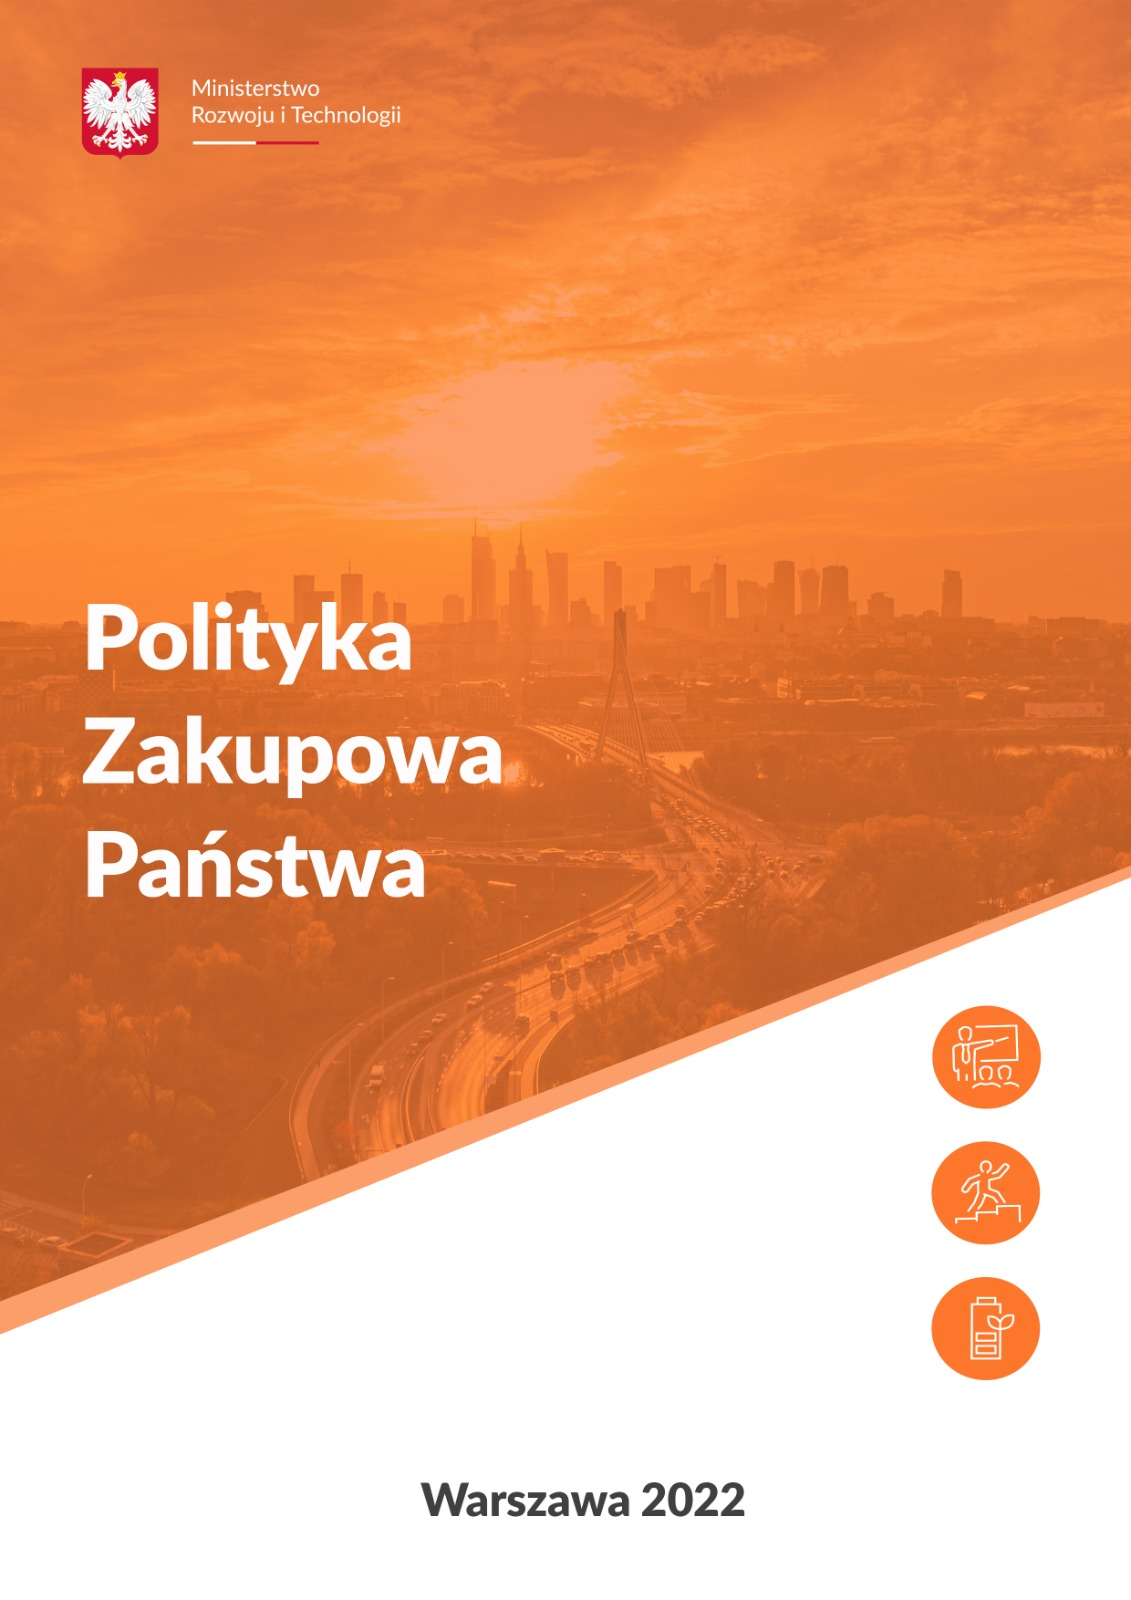 Ministerstwo
Rozwoju i Technologii
Polityka
Zakupowa
Państwa
Warszawa 2022